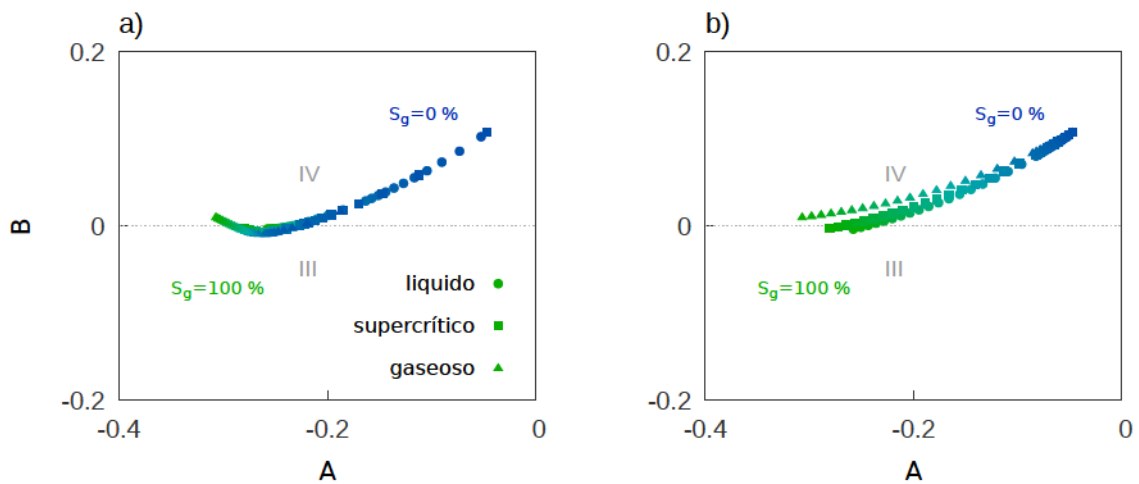 a)
0.2
S_g=0 %
IV
B
0
III
S_g=100 %
liquido
supercrítico
gaseoso
-0.2
-0.4
-0.2
0
A
b)
0.2
S_g=0 %
IV
0
III
S_g=100 %
-0.2
-0.4
-0.2
0
A